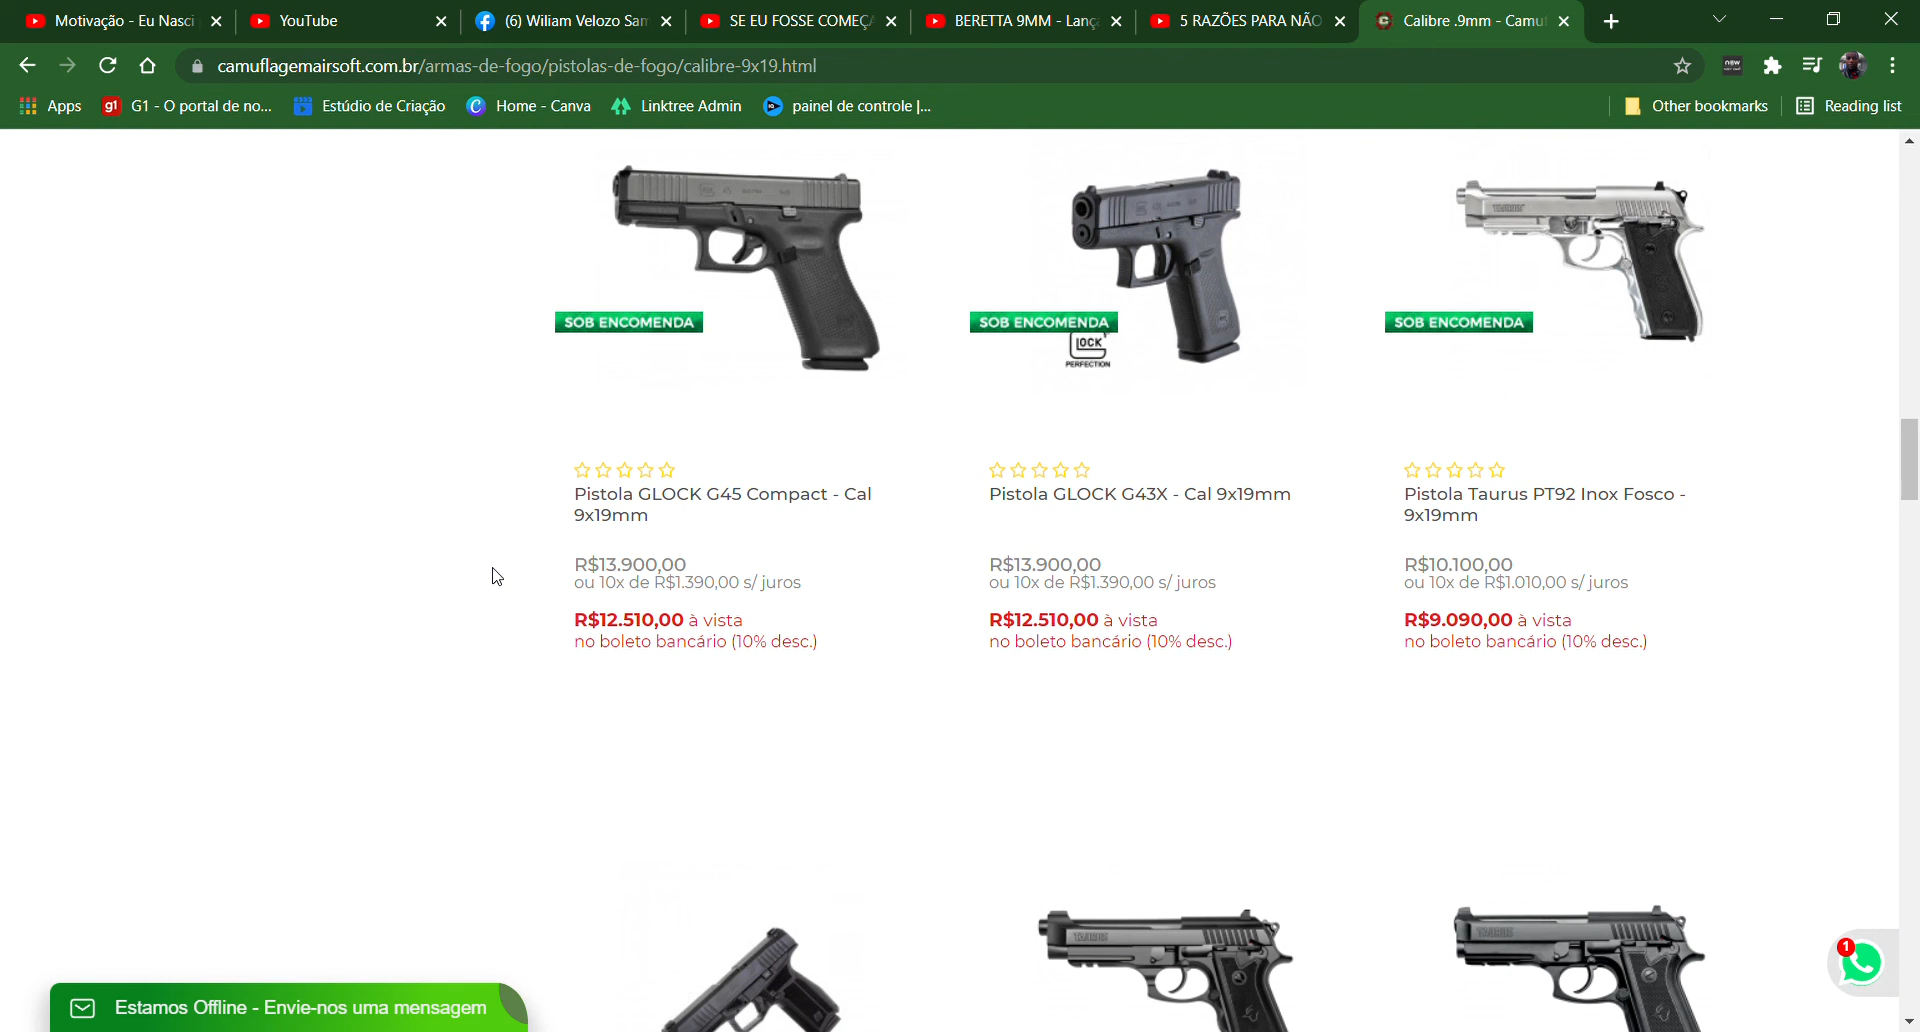 Motivação - Eu Nasci
YouTube
(6) Wiliam Velozo Sam
SE EU FOSSE COMEÇA
BERETTA 9MM - Lança
5 RAZÕES PARA NÃO
Calibre .9mm - Camuf
camuflagemairsoft.com.br/armas-de-fogo/pistolas-de-fogo/calibre-9x19.html
Apps
G1 - O portal de no...
Estúdio de Criação
Home - Canva
Linktree Admin
painel de controle |...
Other bookmarks
Reading list
SOB ENCOMENDA
SOB ENCOMENDA
SOB ENCOMENDA
GLOCK
PERFECTION
TAURUS
Pistola GLOCK G45 Compact - Cal
9x19mm
R$13.900,00
ou 10x de R$1.390,00 s/ juros
R$12.510,00 à vista
no boleto bancário (10% desc.)
Pistola GLOCK G43X - Cal 9x19mm
R$13.900,00
ou 10x de R$1.390,00 s/ juros
R$12.510,00 à vista
no boleto bancário (10% desc.)
Pistola Taurus PT92 Inox Fosco -
9x19mm
R$10.100,00
ou 10x de R$1.010,00 s/ juros
R$9.090,00 à vista
no boleto bancário (10% desc.)
TAURUS
TAURUS
1
Estamos Offline - Envie-nos uma mensagem